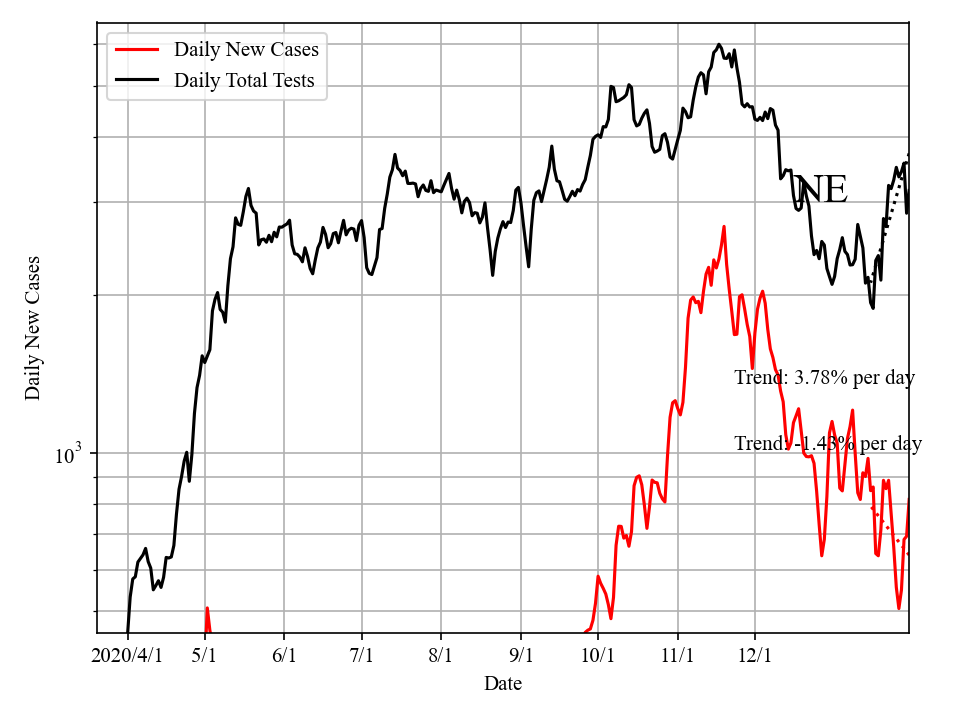 Daily New Cases
Daily Total Tests
NE
Trend: 3.78% per day
Trend: -1.43% per day
Daily New Cases
10³
2020/4/1 5/1 6/1 7/1 8/1 9/1 10/1 11/1 12/1
Date